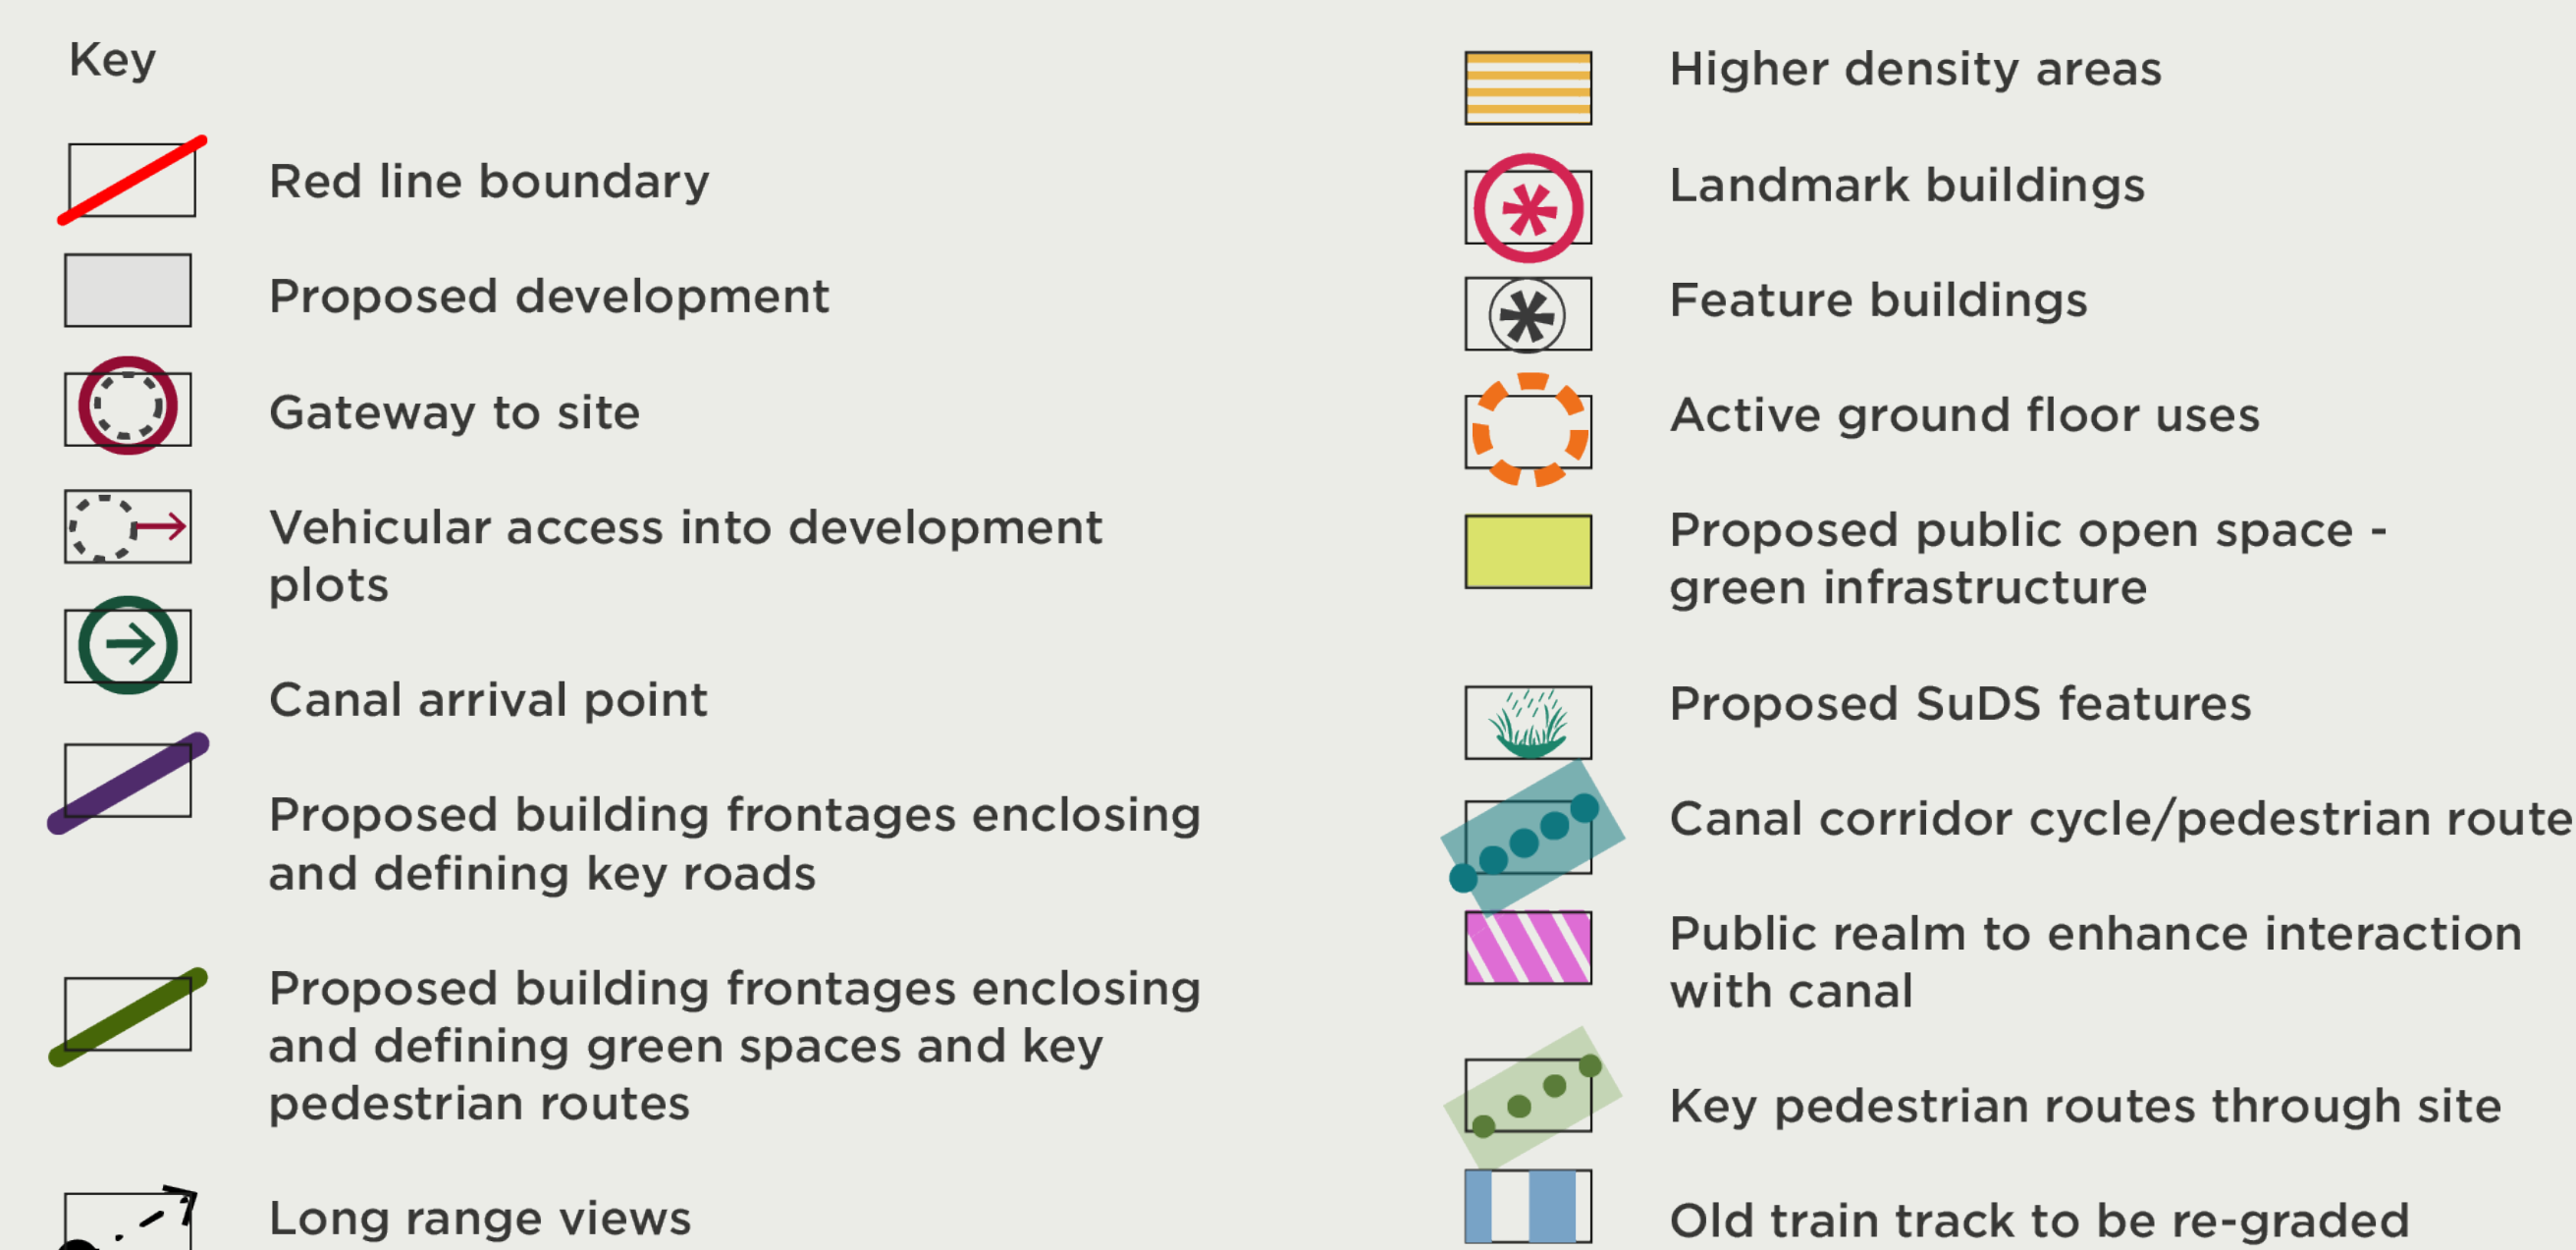 Key
Red line boundary
Proposed development
Gateway to site
Vehicular access into development
plots
Canal arrival point
Proposed building frontages enclosing
and defining key roads
Proposed building frontages enclosing
and defining green spaces and key
pedestrian routes
Long range views
Higher density areas
Landmark buildings
Feature buildings
Active ground floor uses
Proposed public open space -
green infrastructure
Proposed SuDS features
Canal corridor cycle/pedestrian route
Public realm to enhance interaction
with canal
Key pedestrian routes through site
Old train track to be re-graded